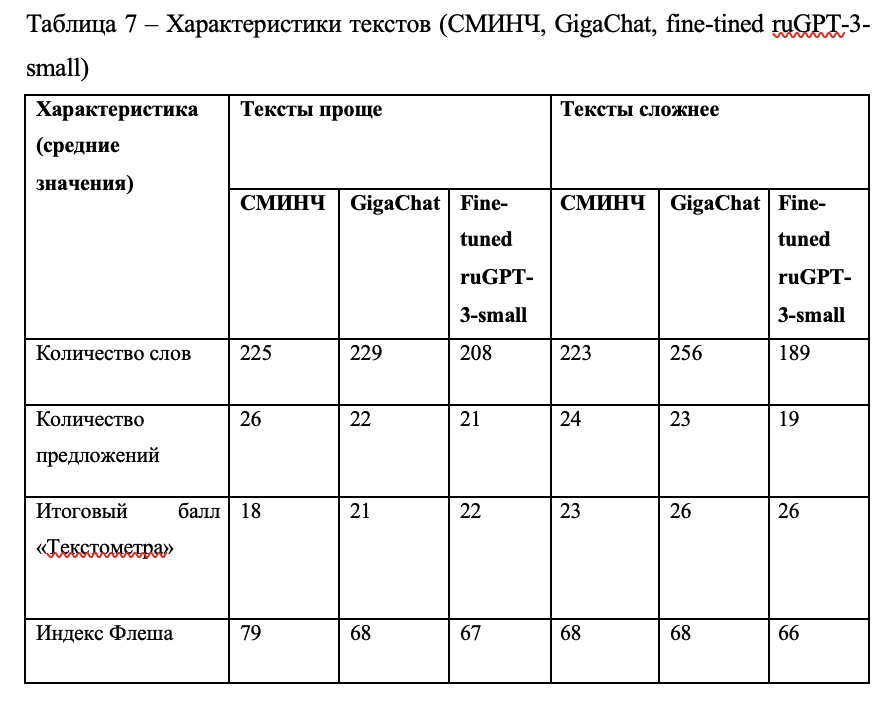 Таблица 7 – Характеристики текстов (СМИНЧ, GigaChat, fine-tined ruGPT-3-
small)
Характеристика
(средние
значения)
Тексты проще
Тексты сложнее
СМИНЧ
GigaChat
Fine-
tuned
ruGPT-
3-small
СМИНЧ
GigaChat
Fine-
tuned
ruGPT-
3-small
Количество слов
225
229
208
223
256
189
Количество
предложений
26
22
21
24
23
19
Итоговый балл
«Текстометра»
18
21
22
23
26
26
Индекс Флеша
79
68
67
68
68
66